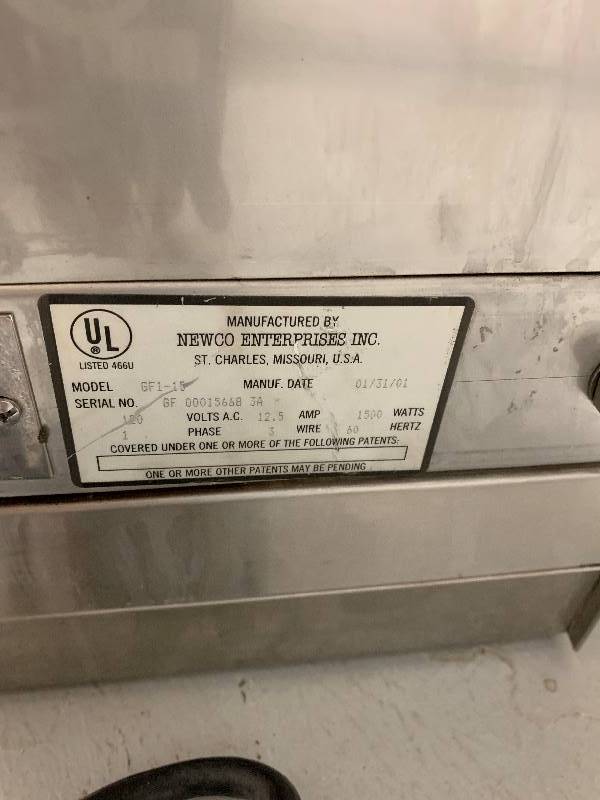 UL
®
LISTED 466U
MANUFACTURED BY
NEWCO ENTERPRISES INC.
ST. CHARLES, MISSOURI, U.S.A.
MODEL GF1-15 MANUF. DATE 01/31/01
SERIAL NO. GF 00015668 3A
120 VOLTS A.C. 12.5 AMP 1500 WATTS
1 PHASE 3 WIRE 60 HERTZ
COVERED UNDER ONE OR MORE OF THE FOLLOWING PATENTS:
ONE OR MORE OTHER PATENTS MAY BE PENDING